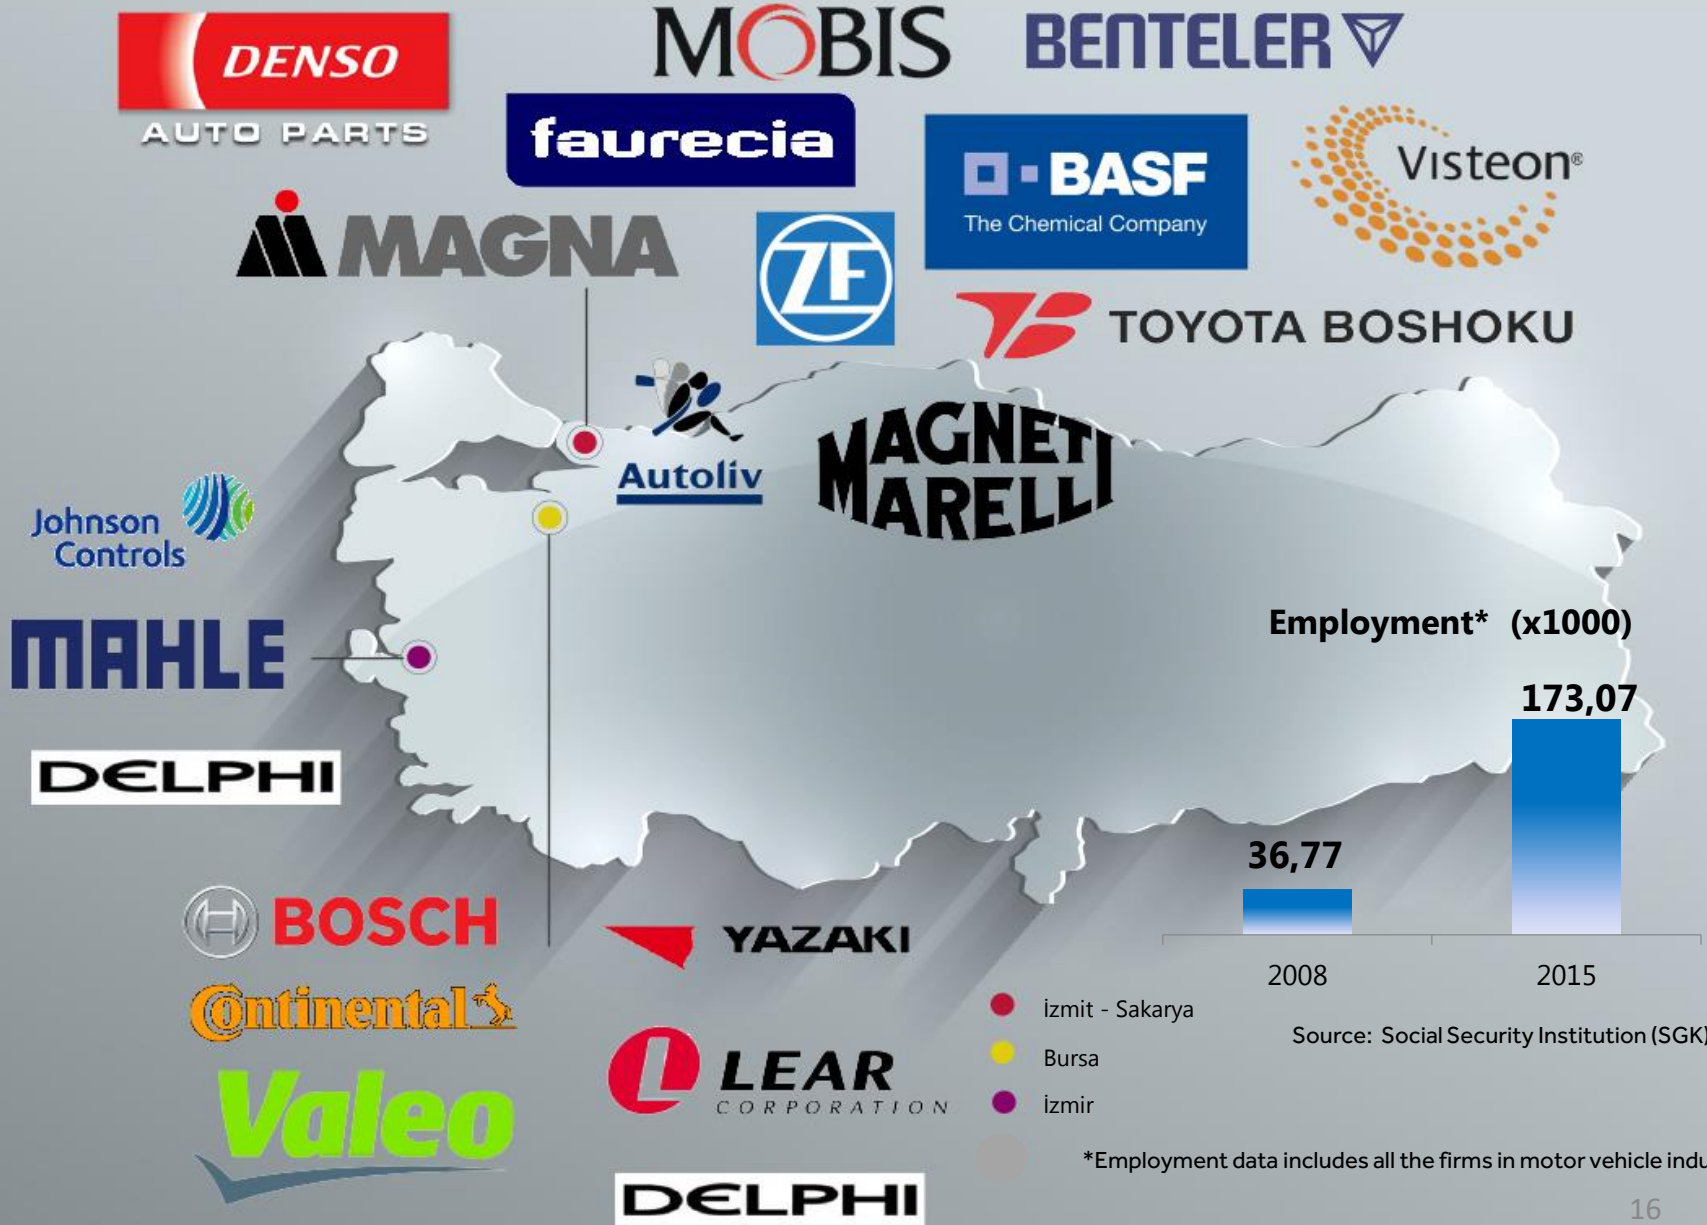 DENSO
AUTO PARTS
MOBIS
BENTELER
faurecia
BASF
The Chemical Company
Visteon®
MAGNA
ZF
TOYOTA BOSHOKU
Autoliv
MAGNETI
MARELLI
Johnson
Controls
MAHLE
DELPHI
Employment* (x1000)
173,07
36,77
2008
2015
BOSCH
YAZAKI
Continental
LEAR
CORPORATION
Valeo
DELPHI
İzmit - Sakarya
Bursa
İzmir
Source: Social Security Institution (SGK)
*Employment data includes all the firms in motor vehicle indu
16